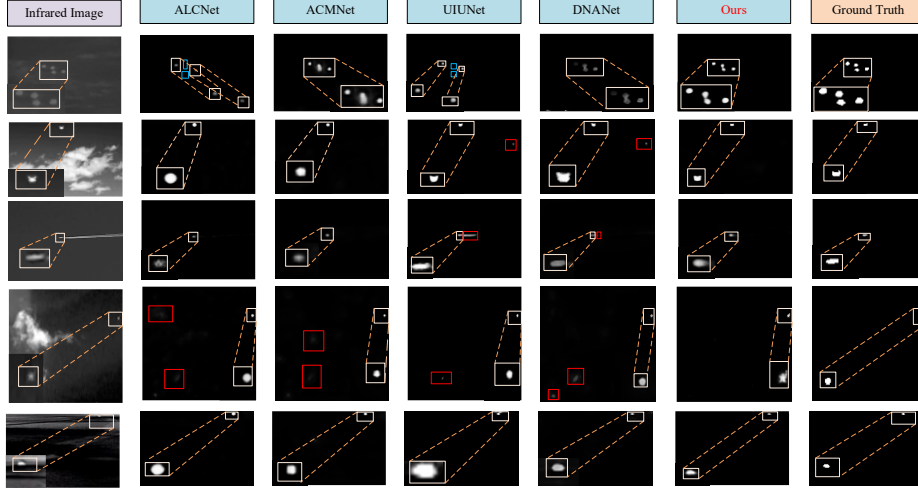 Infrared Image
ALCNet
ACMNet
UIUNet
DNANet
Ours
Ground Truth